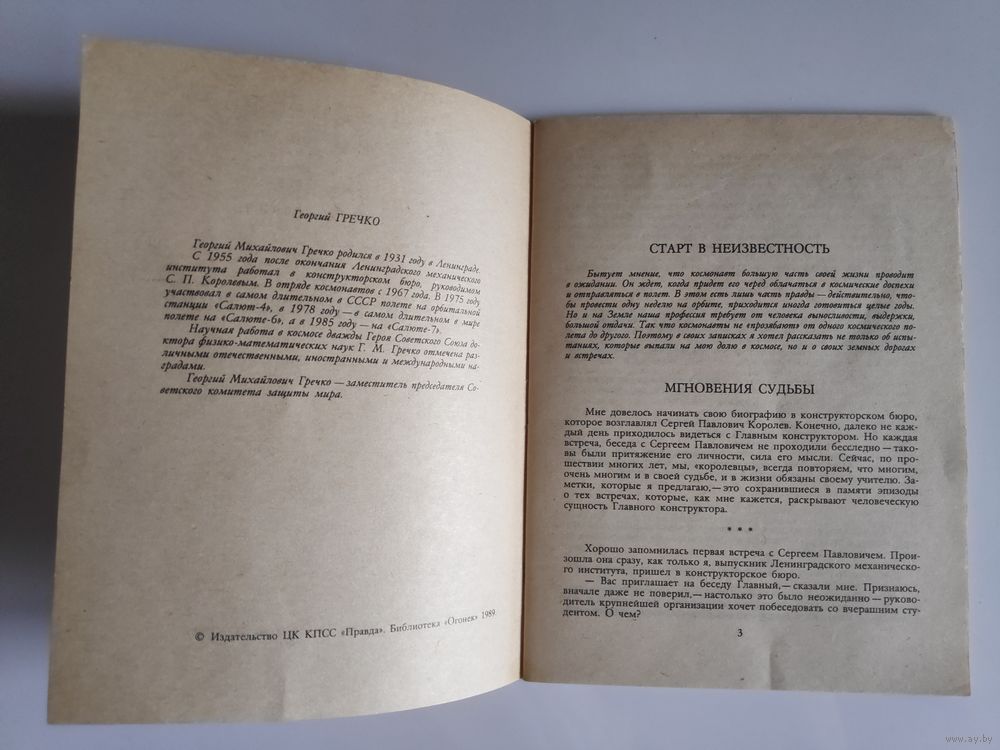 Георгий ГРЕЧКО
Георгий Михайлович Гречко родился в 1931 году в Ленинграде.
С 1955 года после окончания Ленинградского механического
института работал в конструкторском бюро, руководимом
С. П. Королевым. В отряде космонавтов с 1967 года. В 1975 году
участвовал в самом длительном в СССР полете на орбитальной
станции «Салют-4», в 1978 году — в самом длительном в мире
полете на «Салюте-6», а в 1985 году — на «Салюте-7».
Научная работа в космосе дважды Героя Советского Союза до-
ктора физико-математических наук Г. М. Гречко отмечена раз-
личными отечественными, иностранными и международными на-
градами.
Георгий Михайлович Гречко — заместитель председателя Со-
ветского комитета защиты мира.
© Издательство ЦК КПСС «Правда». Библиотека «Огонек» 1989.
СТАРТ В НЕИЗВЕСТНОСТЬ
Бытует мнение, что космонавт большую часть своей жизни проводит
в ожидании. Он ждет, когда придет его черед облачаться в космические доспехи
и отправляться в полет. В этом есть лишь часть правды — действительно, что-
бы провести одну неделю на орбите, приходится иногда готовиться целые годы.
Но и на Земле наша профессия требует от человека выносливости, выдержки,
большой отдачи. Так что космонавты не «прозябают» от одного космического по-
лета до другого. Поэтому в своих записках я хотел рассказать не только об испы-
таниях, которые выпали на мою долю в космосе, но и о своих земных дорогах
и встречах.
МГНОВЕНИЯ СУДЬБЫ
Мне довелось начинать свою биографию в конструкторском бюро,
которое возглавлял Сергей Павлович Королев. Конечно, далеко не каж-
дый день приходилось видеться с Главным конструктором. Но каждая
встреча, беседа с Сергеем Павловичем не проходили бесследно — тако-
вы были притяжение его личности, сила его мысли. Сейчас, по про-
шествии многих лет, мы, «королевцы», всегда повторяем, что многим,
очень многим и в своей судьбе, и в жизни обязаны своему учителю. За-
метки, которые я предлагаю, — это сохранившиеся в памяти эпизоды
о тех встречах, которые, как мне кажется, раскрывают человеческую
сущность Главного конструктора.
* * *
Хорошо запомнилась первая встреча с Сергеем Павловичем. Прои-
зошла она сразу, как только я, выпускник Ленинградского механическо-
го института, пришел в конструкторское бюро.
— Вас приглашает на беседу Главный, — сказали мне. Признаюсь,
вначале даже не поверил, — настолько это было неожиданно — руково-
дитель крупнейшей организации хочет побеседовать со вчерашним сту-
дентом. О чем?
3
www.ay.by